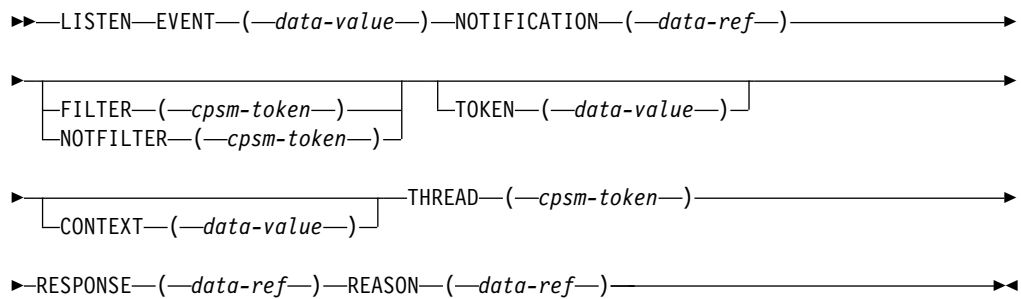 LISTEN EVENT (data-value) NOTIFICATION (data-ref)
FILTER (cpsm-token)
NOTFILTER (cpsm-token)
TOKEN (data-value)
CONTEXT (data-value)
THREAD (cpsm-token)
RESPONSE (data-ref) REASON (data-ref)